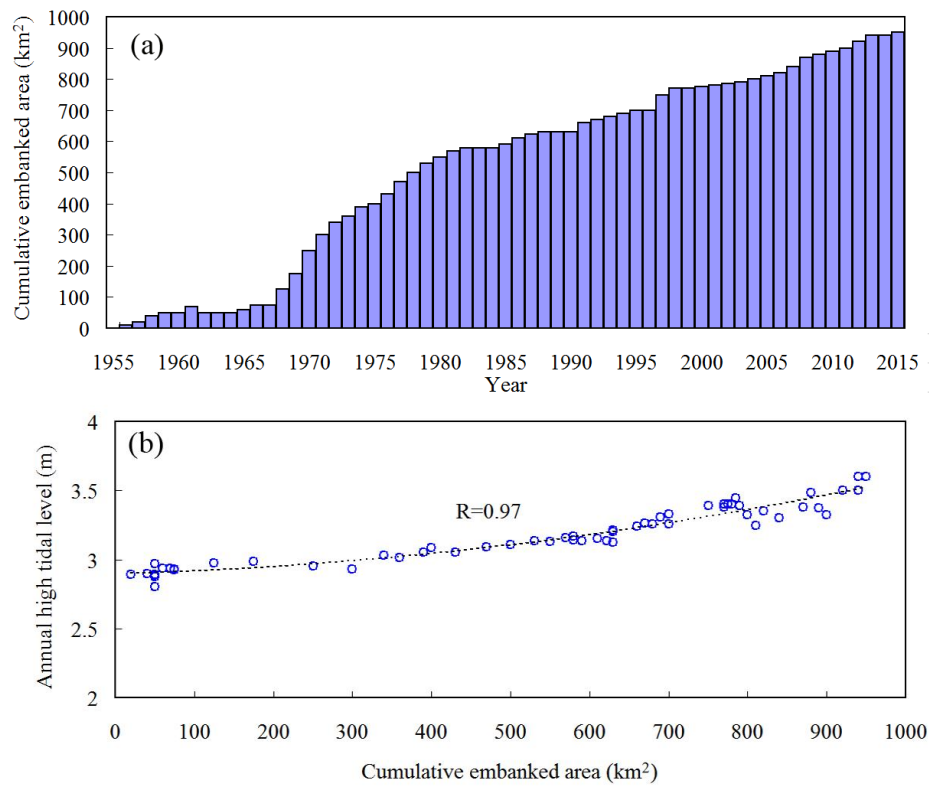 (a)
Cumulative embanked area (km²)
1000
900
800
700
600
500
400
300
200
100
0
1955 1960 1965 1970 1975 1980 1985 1990 1995 2000 2005 2010 2015
Year
(b)
Annual high tidal level (m)
4
3.5
3
2.5
2
R=0.97
0 100 200 300 400 500 600 700 800 900 1000
Cumulative embanked area (km²)